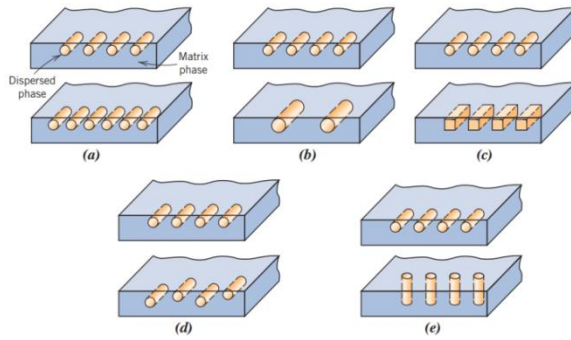 Matrix
phase
Dispersed
phase
(a)
(b)
(c)
(d)
(e)